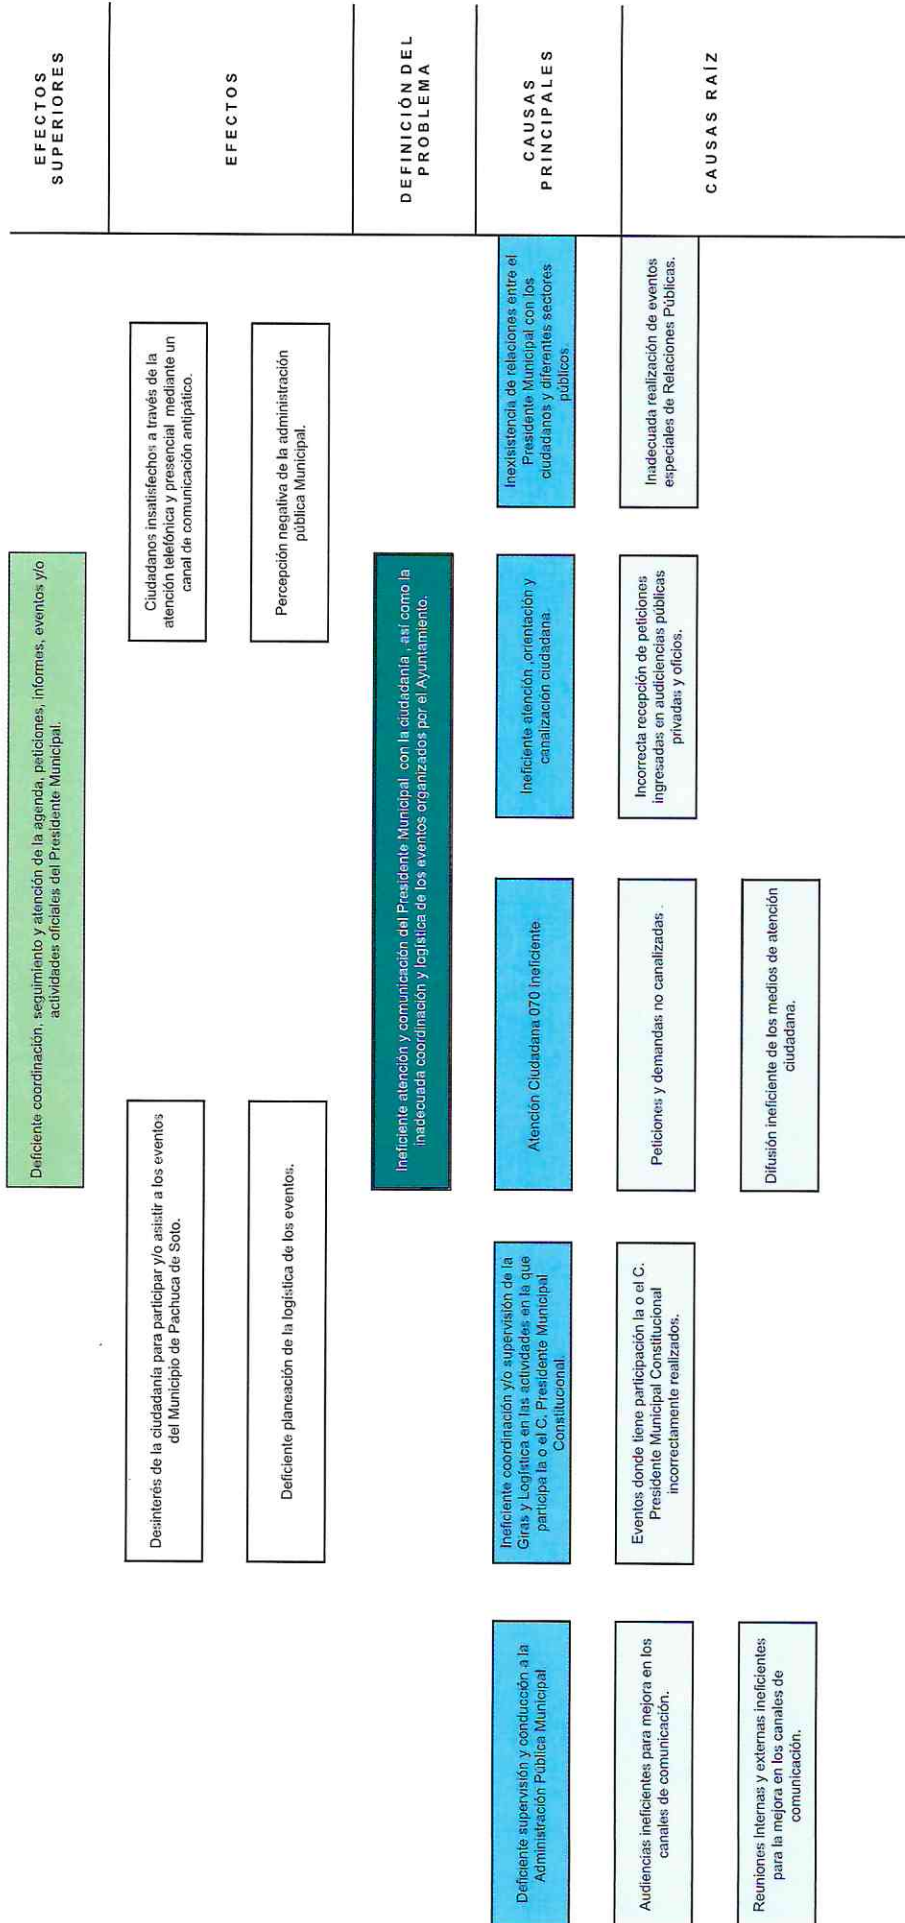 EFECTOS
SUPERIORES
Deficiente coordinación, seguimiento y atención de la agenda, peticiones, informes, eventos y/o
actividades oficiales del Presidente Municipal.
EFECTOS
Desinterés de la ciudadanía para participar y/o asistir a los eventos
del Municipio de Pachuca de Soto.
Ciudadanos insatisfechos a través de la
atención telefónica y presencial mediante un
canal de comunicación antipático.
Deficiente planeación de la logística de los eventos.
Percepción negativa de la administración
pública Municipal.
DEFINICIÓN DEL
PROBLEMA
Ineficiente atención y comunicación del Presidente Municipal con la ciudadanía , así como la
inadecuada coordinación y logística de los eventos organizados por el Ayuntamiento.
CAUSAS
PRINCIPALES
Deficiente supervisión y conducción a la
Administración Pública Municipal
Ineficiente coordinación y/o supervisión de la
Giras y Logística en las actividades en la que
participa la o el C. Presidente Municipal
Constitucional.
Atención Ciudadana 070 Ineficiente.
Ineficiente atención ,orientación y
canalización ciudadana.
Inexisistencia de relaciones entre el
Presidente Municipal con los
ciudadanos y diferentes sectores
públicos.
CAUSAS RAÍZ
Audiencias ineficientes para mejora en los
canales de comunicación.
Eventos donde tiene participación la o el C.
Presidente Municipal Constitucional
incorrectamente realizados.
Peticiones y demandas no canalizadas .
Incorrecta recepción de peticiones
ingresadas en audiciencias públicas
privadas y oficios.
Inadecuada realización de eventos
especiales de Relaciones Públicas.
Reuniones Internas y externas ineficientes
para la mejora en los canales de
comunicación.
Difusión ineficiente de los medios de atención
ciudadana.